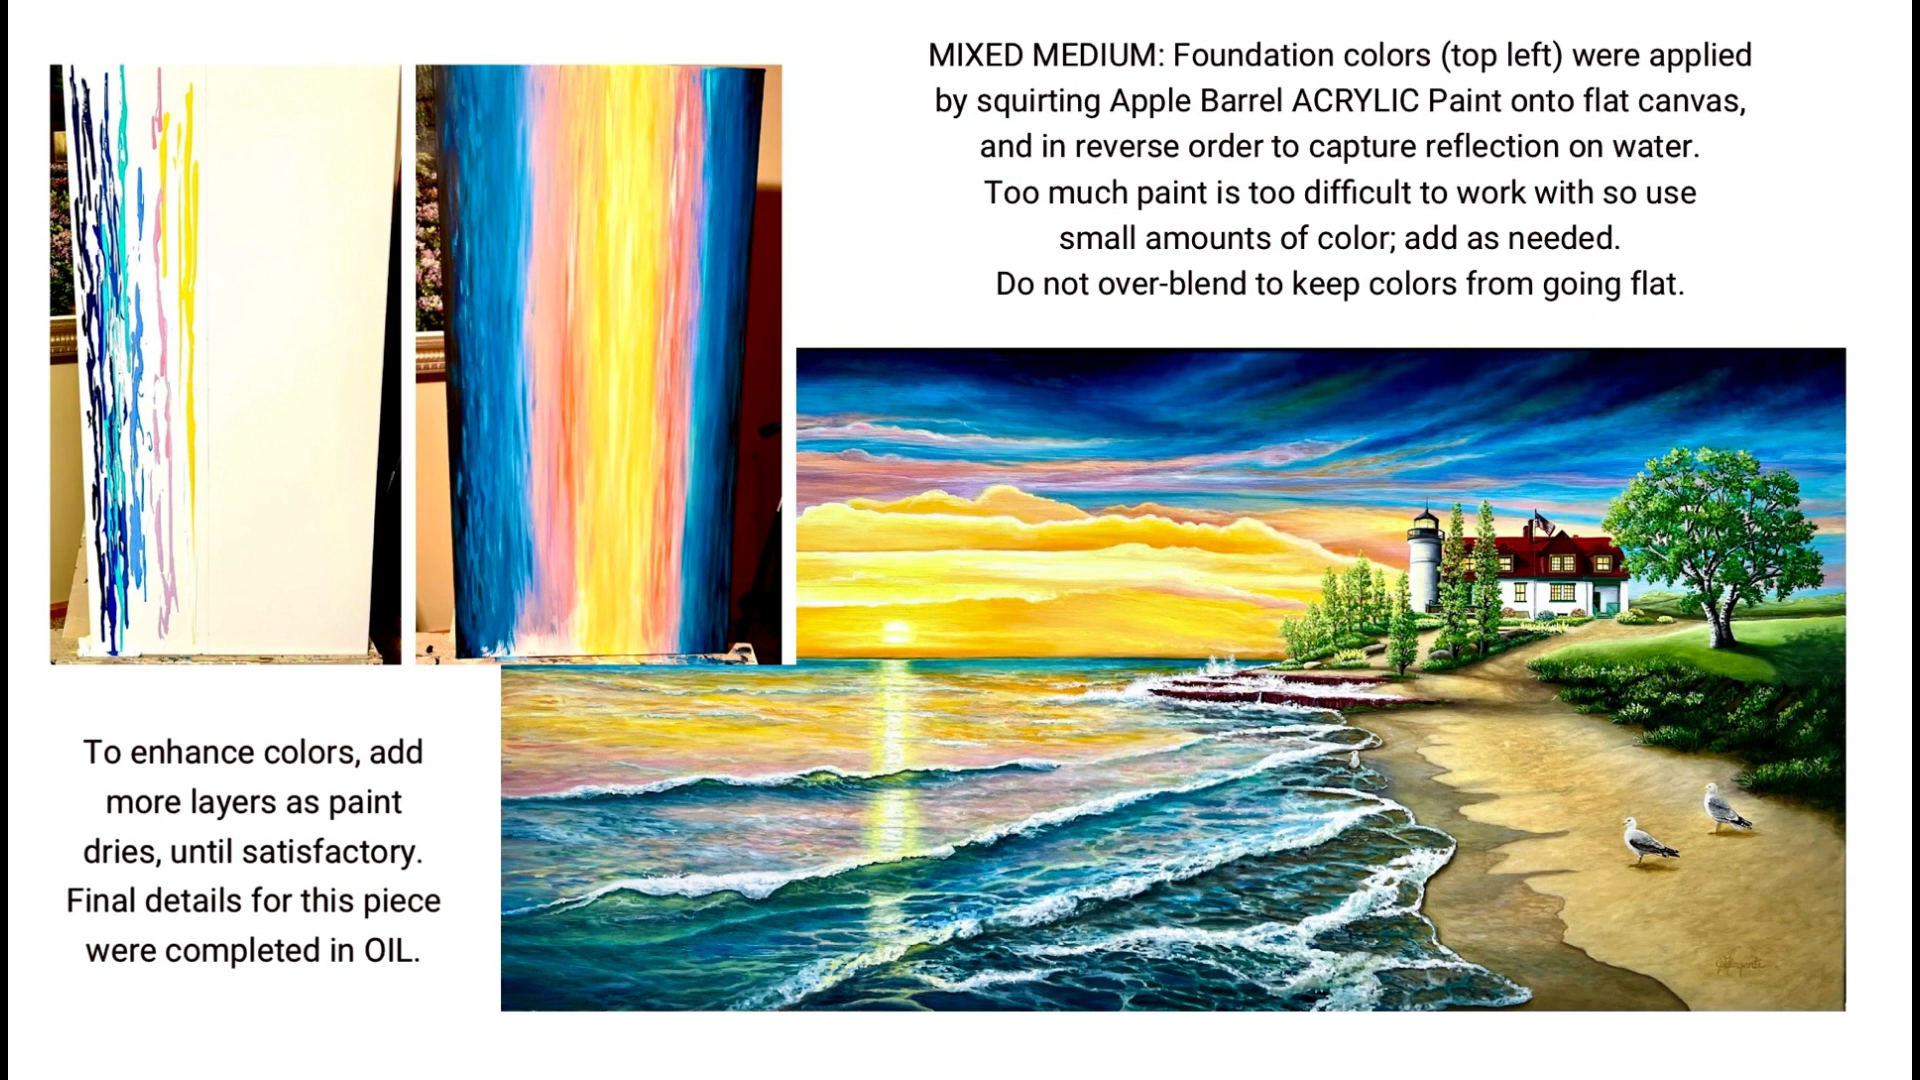 MIXED MEDIUM: Foundation colors (top left) were applied
by squirting Apple Barrel ACRYLIC Paint onto flat canvas,
and in reverse order to capture reflection on water.
Too much paint is too difficult to work with so use
small amounts of color; add as needed.
Do not over-blend to keep colors from going flat.
To enhance colors, add
more layers as paint
dries, until satisfactory.
Final details for this piece
were completed in OIL.